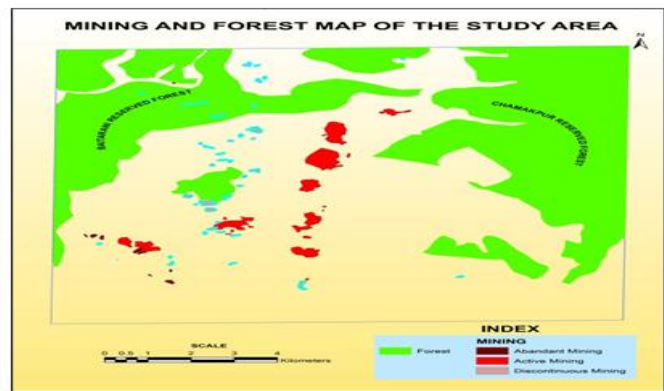 MINING AND FOREST MAP OF THE STUDY AREA
N
BAITARANI RESERVED FOREST
CHAMAKPUR RESERVED FOREST
INDEX
MINING
Forest
Abandant Mining
Active Mining
Discontinuous Mining
SCALE
0 0.5 1 2 3 4
Kilometers